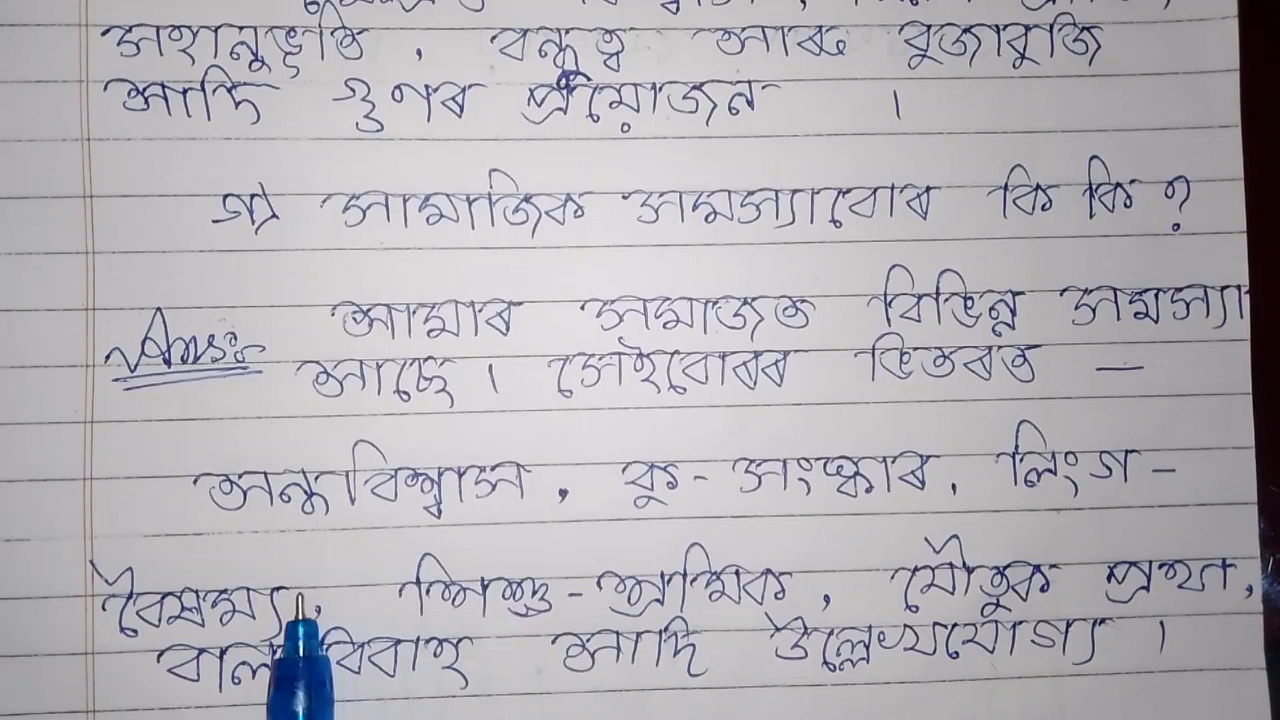 সহানুভূতি, বন্ধুত্ব আৰু বুজাবুজি
আদি গুণৰ প্ৰয়োজন ।
গ) সামাজিক সমস্যাবোৰ কি কি ?
Ans:- আমাৰ সমাজত বিভিন্ন সমস্যা
আছে । সেইবোৰৰ ভিতৰত —
অন্ধবিশ্বাস, কু-সংস্কাৰ, লিংগ-
বৈষম্য, শিশু-শ্ৰমিক, যৌতুক প্ৰথা,
বাল্য বিবাহ আদি উল্লেখযোগ্য ।